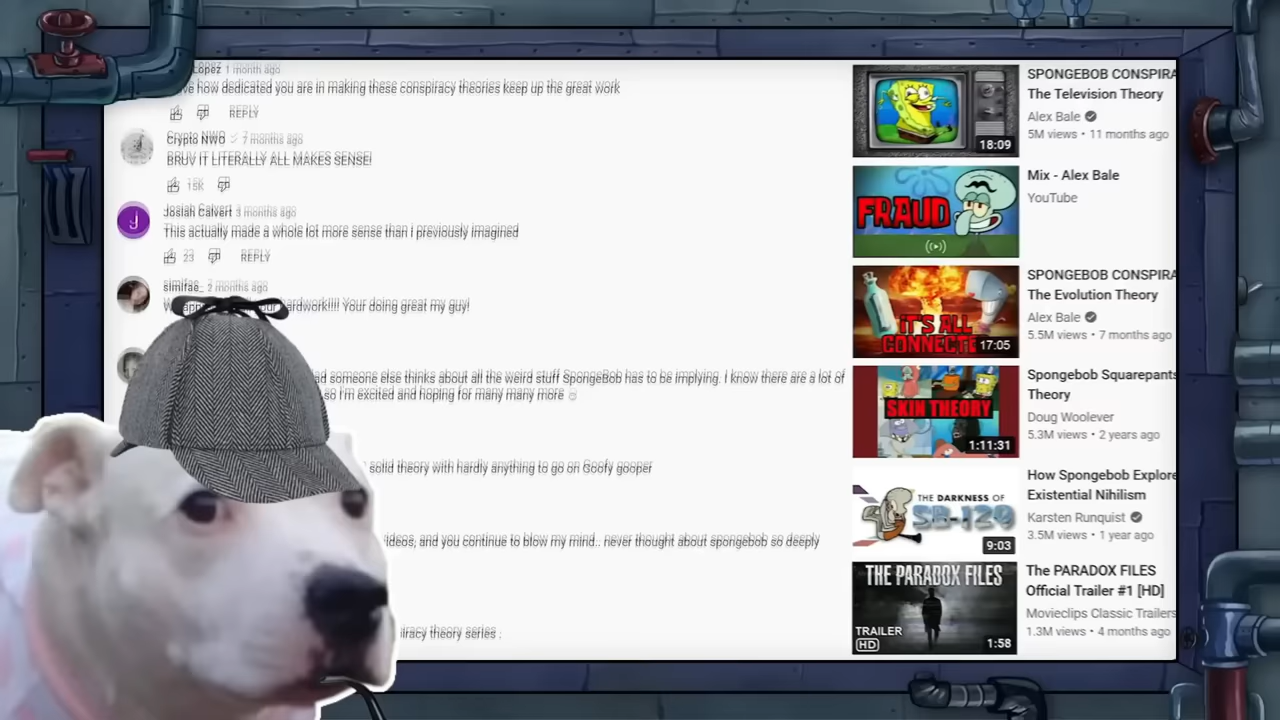 Lopez 1 month ago
how dedicated you are in making these conspiracy theories keep up the great work
REPLY
Crypto NWO 7 months ago
BRUV IT LITERALLY ALL MAKES SENSE!
15K
J
Josiah Calvert 3 months ago
This actually made a whole lot more sense than i previously imagined
23 REPLY
simifae_ 2 months ago
hardwork!!!! Your doing great my guy!
someone else thinks about all the weird stuff SpongeBob has to be implying. I know there are a lot of
so I'm excited and hoping for many many more
solid theory with hardly anything to go on Goofy gooper
and you continue to blow my mind.. never thought about spongebob so deeply
theory series
18:09
SPONGEBOB CONSPIRA
The Television Theory
Alex Bale
5M views • 11 months ago
FRAUD
Mix - Alex Bale
YouTube
IT'S ALL
CONNECTE
17:05
SPONGEBOB CONSPIRA
The Evolution Theory
Alex Bale
5.5M views • 7 months ago
SKIN THEORY
1:11:31
Spongebob Squarepants
Theory
Doug Woolever
5.3M views • 2 years ago
THE DARKNESS OF
SB-129
9:03
How Spongebob Explore
Existential Nihilism
Karsten Runquist
3.5M views • 1 year ago
THE PARADOX FILES
TRAILER
HD
1:58
The PARADOX FILES
Official Trailer #1 [HD]
Movieclips Classic Trailers
1.3M views • 4 months ago